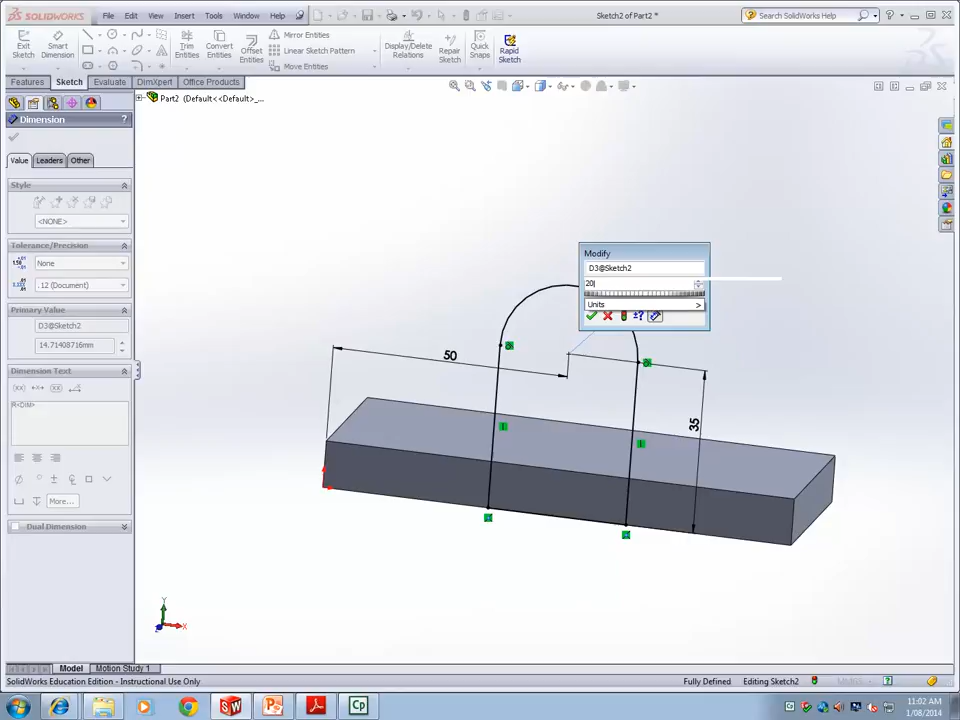 SOLIDWORKS
File Edit View Insert Tools Window Help
Sketch2 of Part2 *
Search SolidWorks Help
Exit Sketch
Smart Dimension
Trim Entities
Convert Entities
Offset Entities
Mirror Entities
Linear Sketch Pattern
Move Entities
Display/Delete Relations
Repair Sketch
Quick Snaps
Rapid Sketch
Features Sketch Evaluate DimXpert Office Products
Part2 (Default<<Default>_...
Dimension ?
Value Leaders Other
Style
<NONE>
Tolerance/Precision
None
.12 (Document)
Primary Value
D3@Sketch2
14.71408716mm
Dimension Text
R<DIM>
More...
Dual Dimension
Modify
D3@Sketch2
20
Units >
50
35
Y
X
Model Motion Study 1
SolidWorks Education Edition - Instructional Use Only
Fully Defined Editing Sketch2 MMGS
11:02 AM
1/08/2014